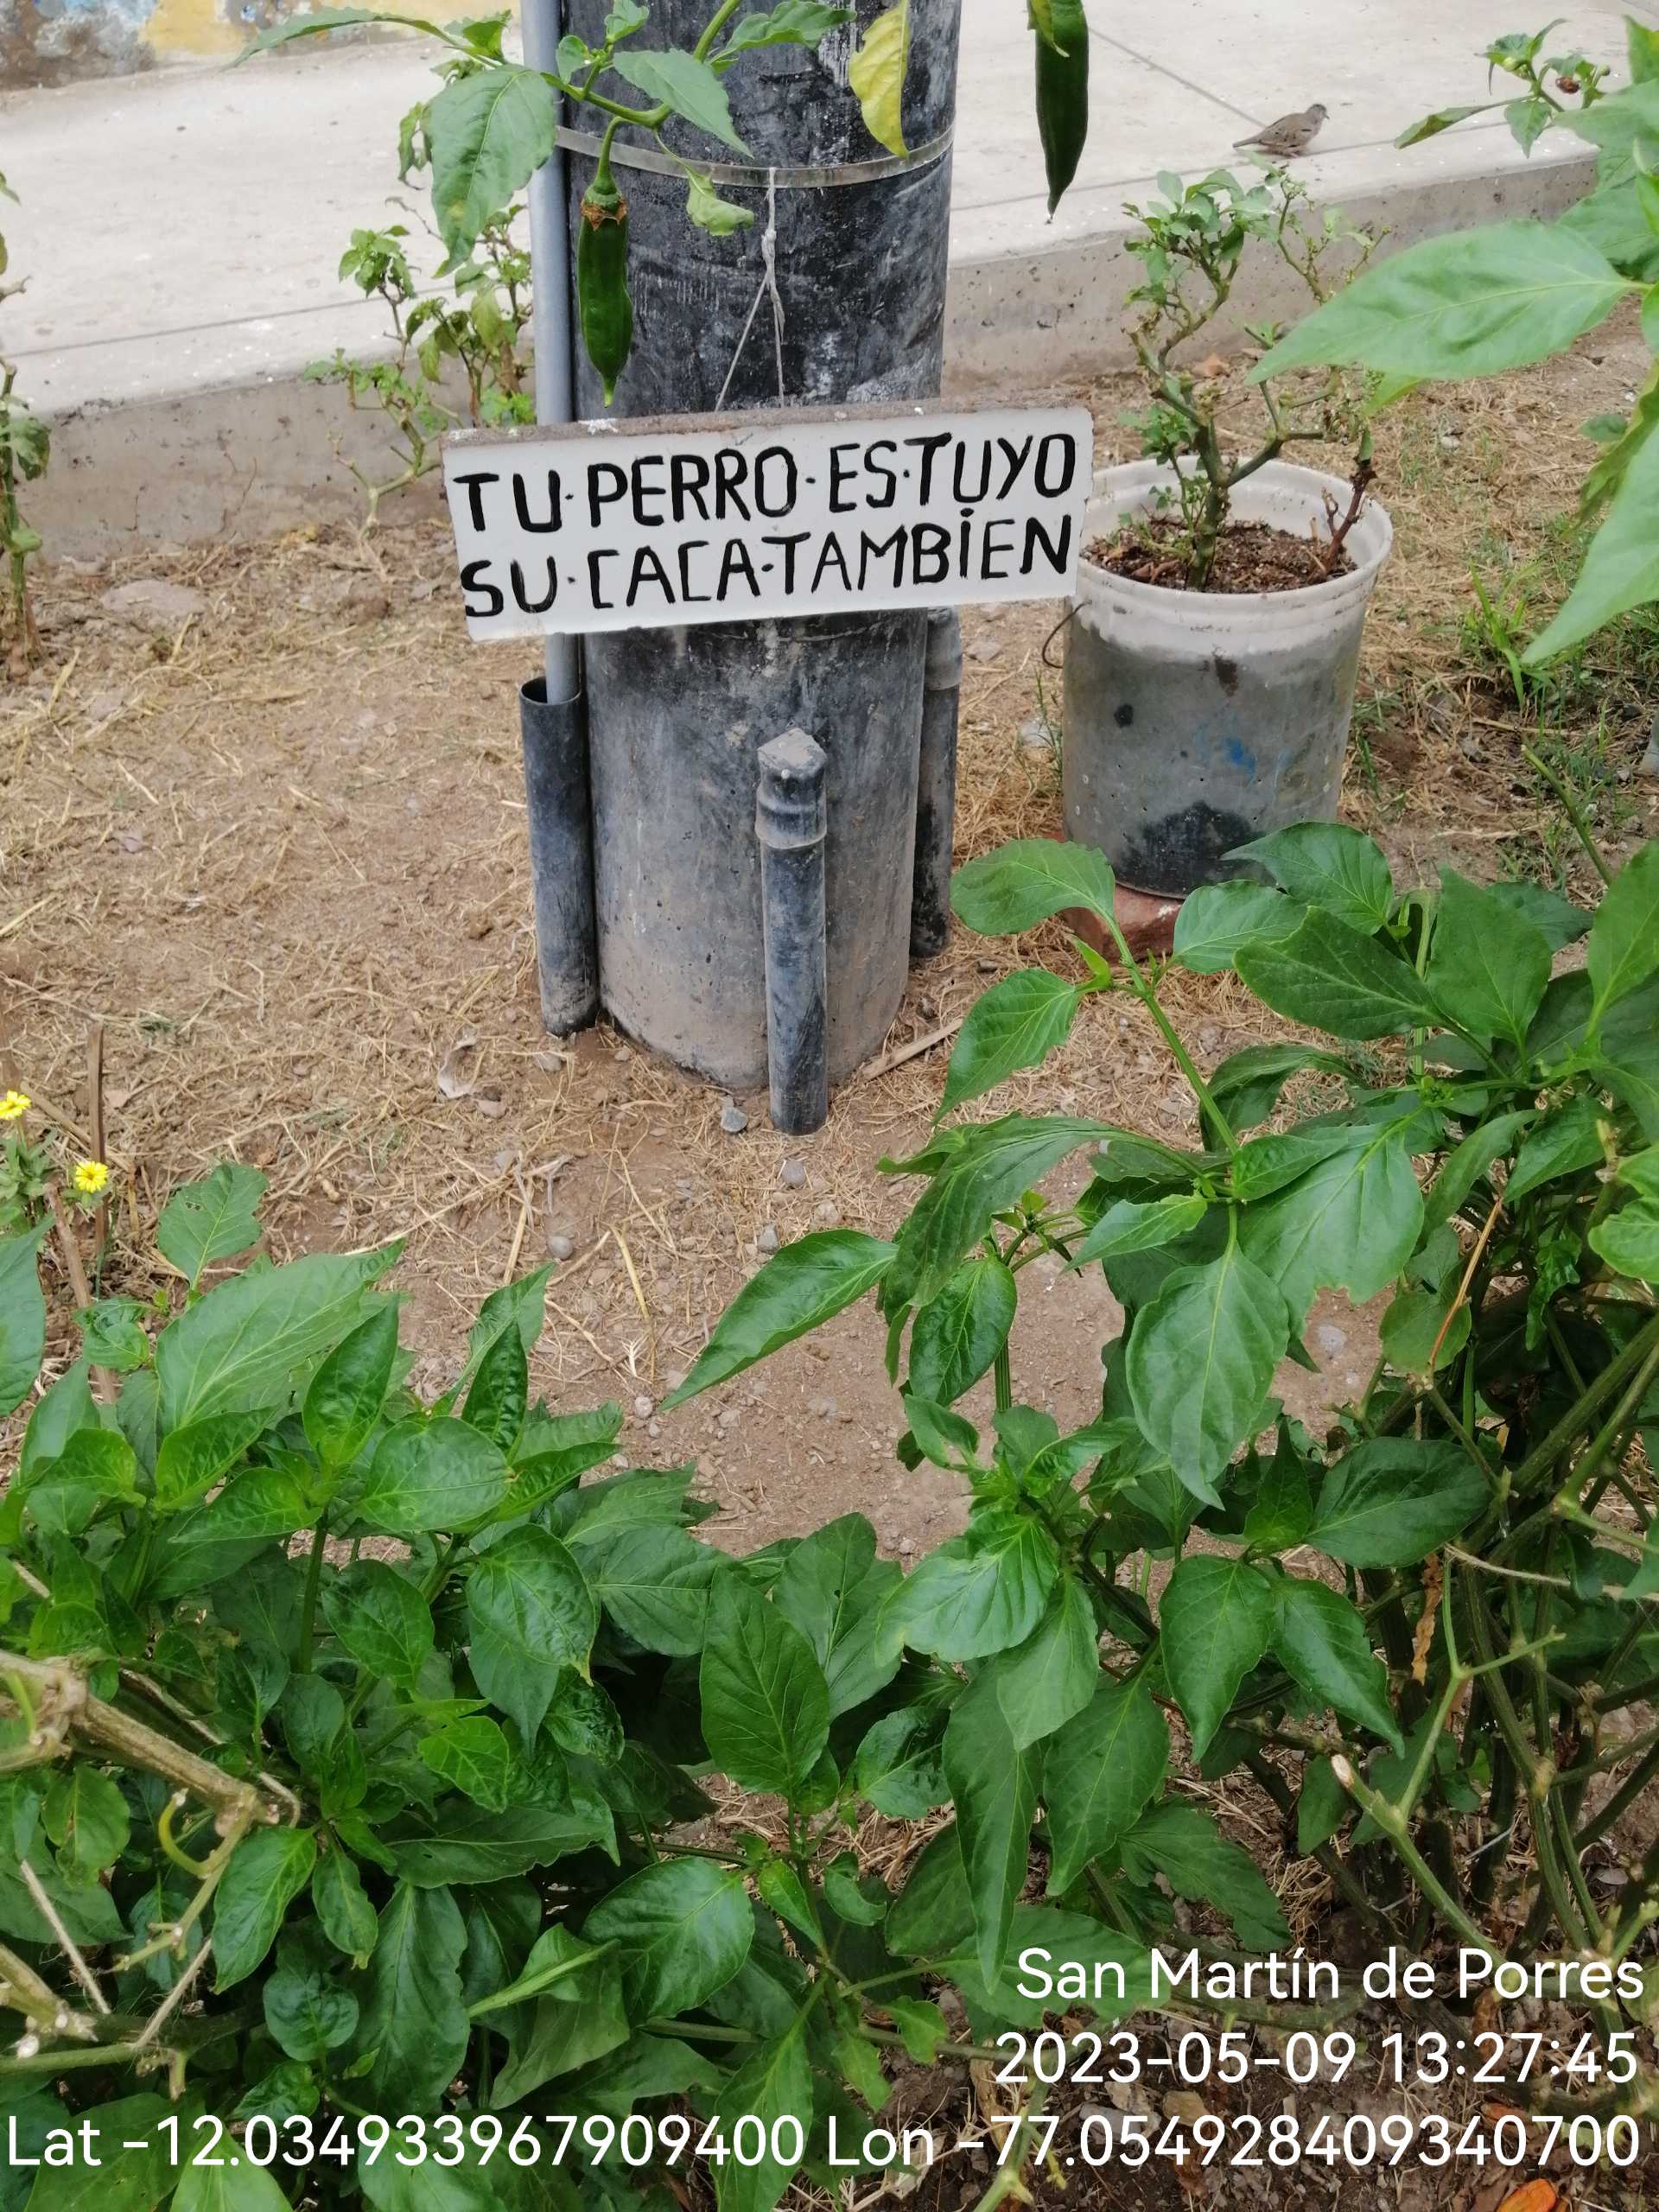 TU·PERRO·ES·TUYO
SU·CACA·TAMBIEN
San Martín de Porres
2023-05-09 13:27:45
Lat -12.034933967909400 Lon -77.054928409340700